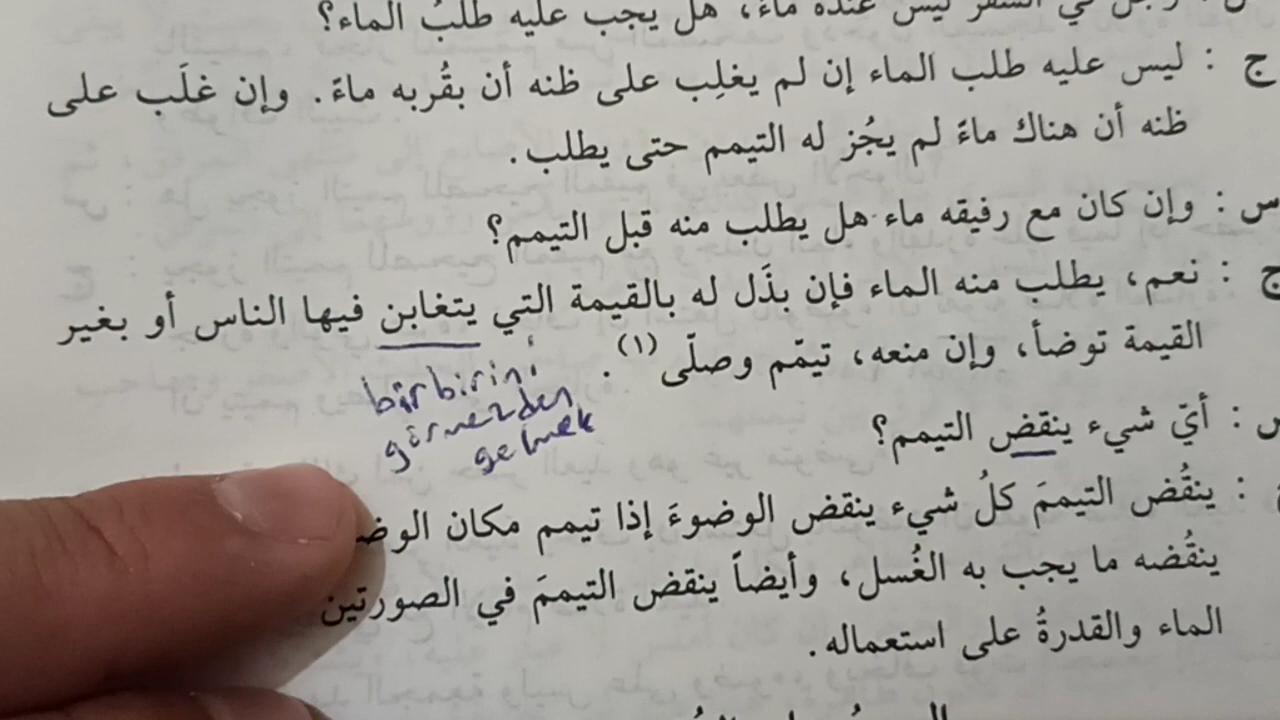 السفر ليس عنده ماءً، هل يجب عليه طلبُ الماء؟
ج : ليس عليه طلب الماء إن لم يغلِب على ظنه أن بقُربه ماءً. وإن غلَب على
ظنه أن هناك ماءً لم يجُز له التيمم حتى يطلب.
س : وإن كان مع رفيقه ماء هل يطلب منه قبل التيمم؟
ج : نعم، يطلب منه الماء فإن بذَل له بالقيمة التي يتغابن فيها الناس أو بغير
القيمة توضأ، وإن منعه، تيمّم وصلّى (١).
birbirini
görmezden
gelmek
س : أيّ شيء ينقض التيمم؟
: ينقُض التيممَ كلُ شيء ينقض الوضوءَ إذا تيمم مكان الوض
ينقُضه ما يجب به الغُسل، وأيضاً ينقض التيممَ في الصورتين
الماء والقدرةُ على استعماله.